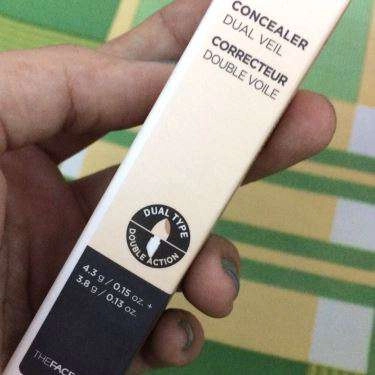 CONCEALER
DUAL VEIL
CORRECTEUR
DOUBLE VOILE
DUAL TYPE
DOUBLE ACTION
4.3 g / 0.15 oz. +
3.8 g / 0.13 oz.
THEFACE